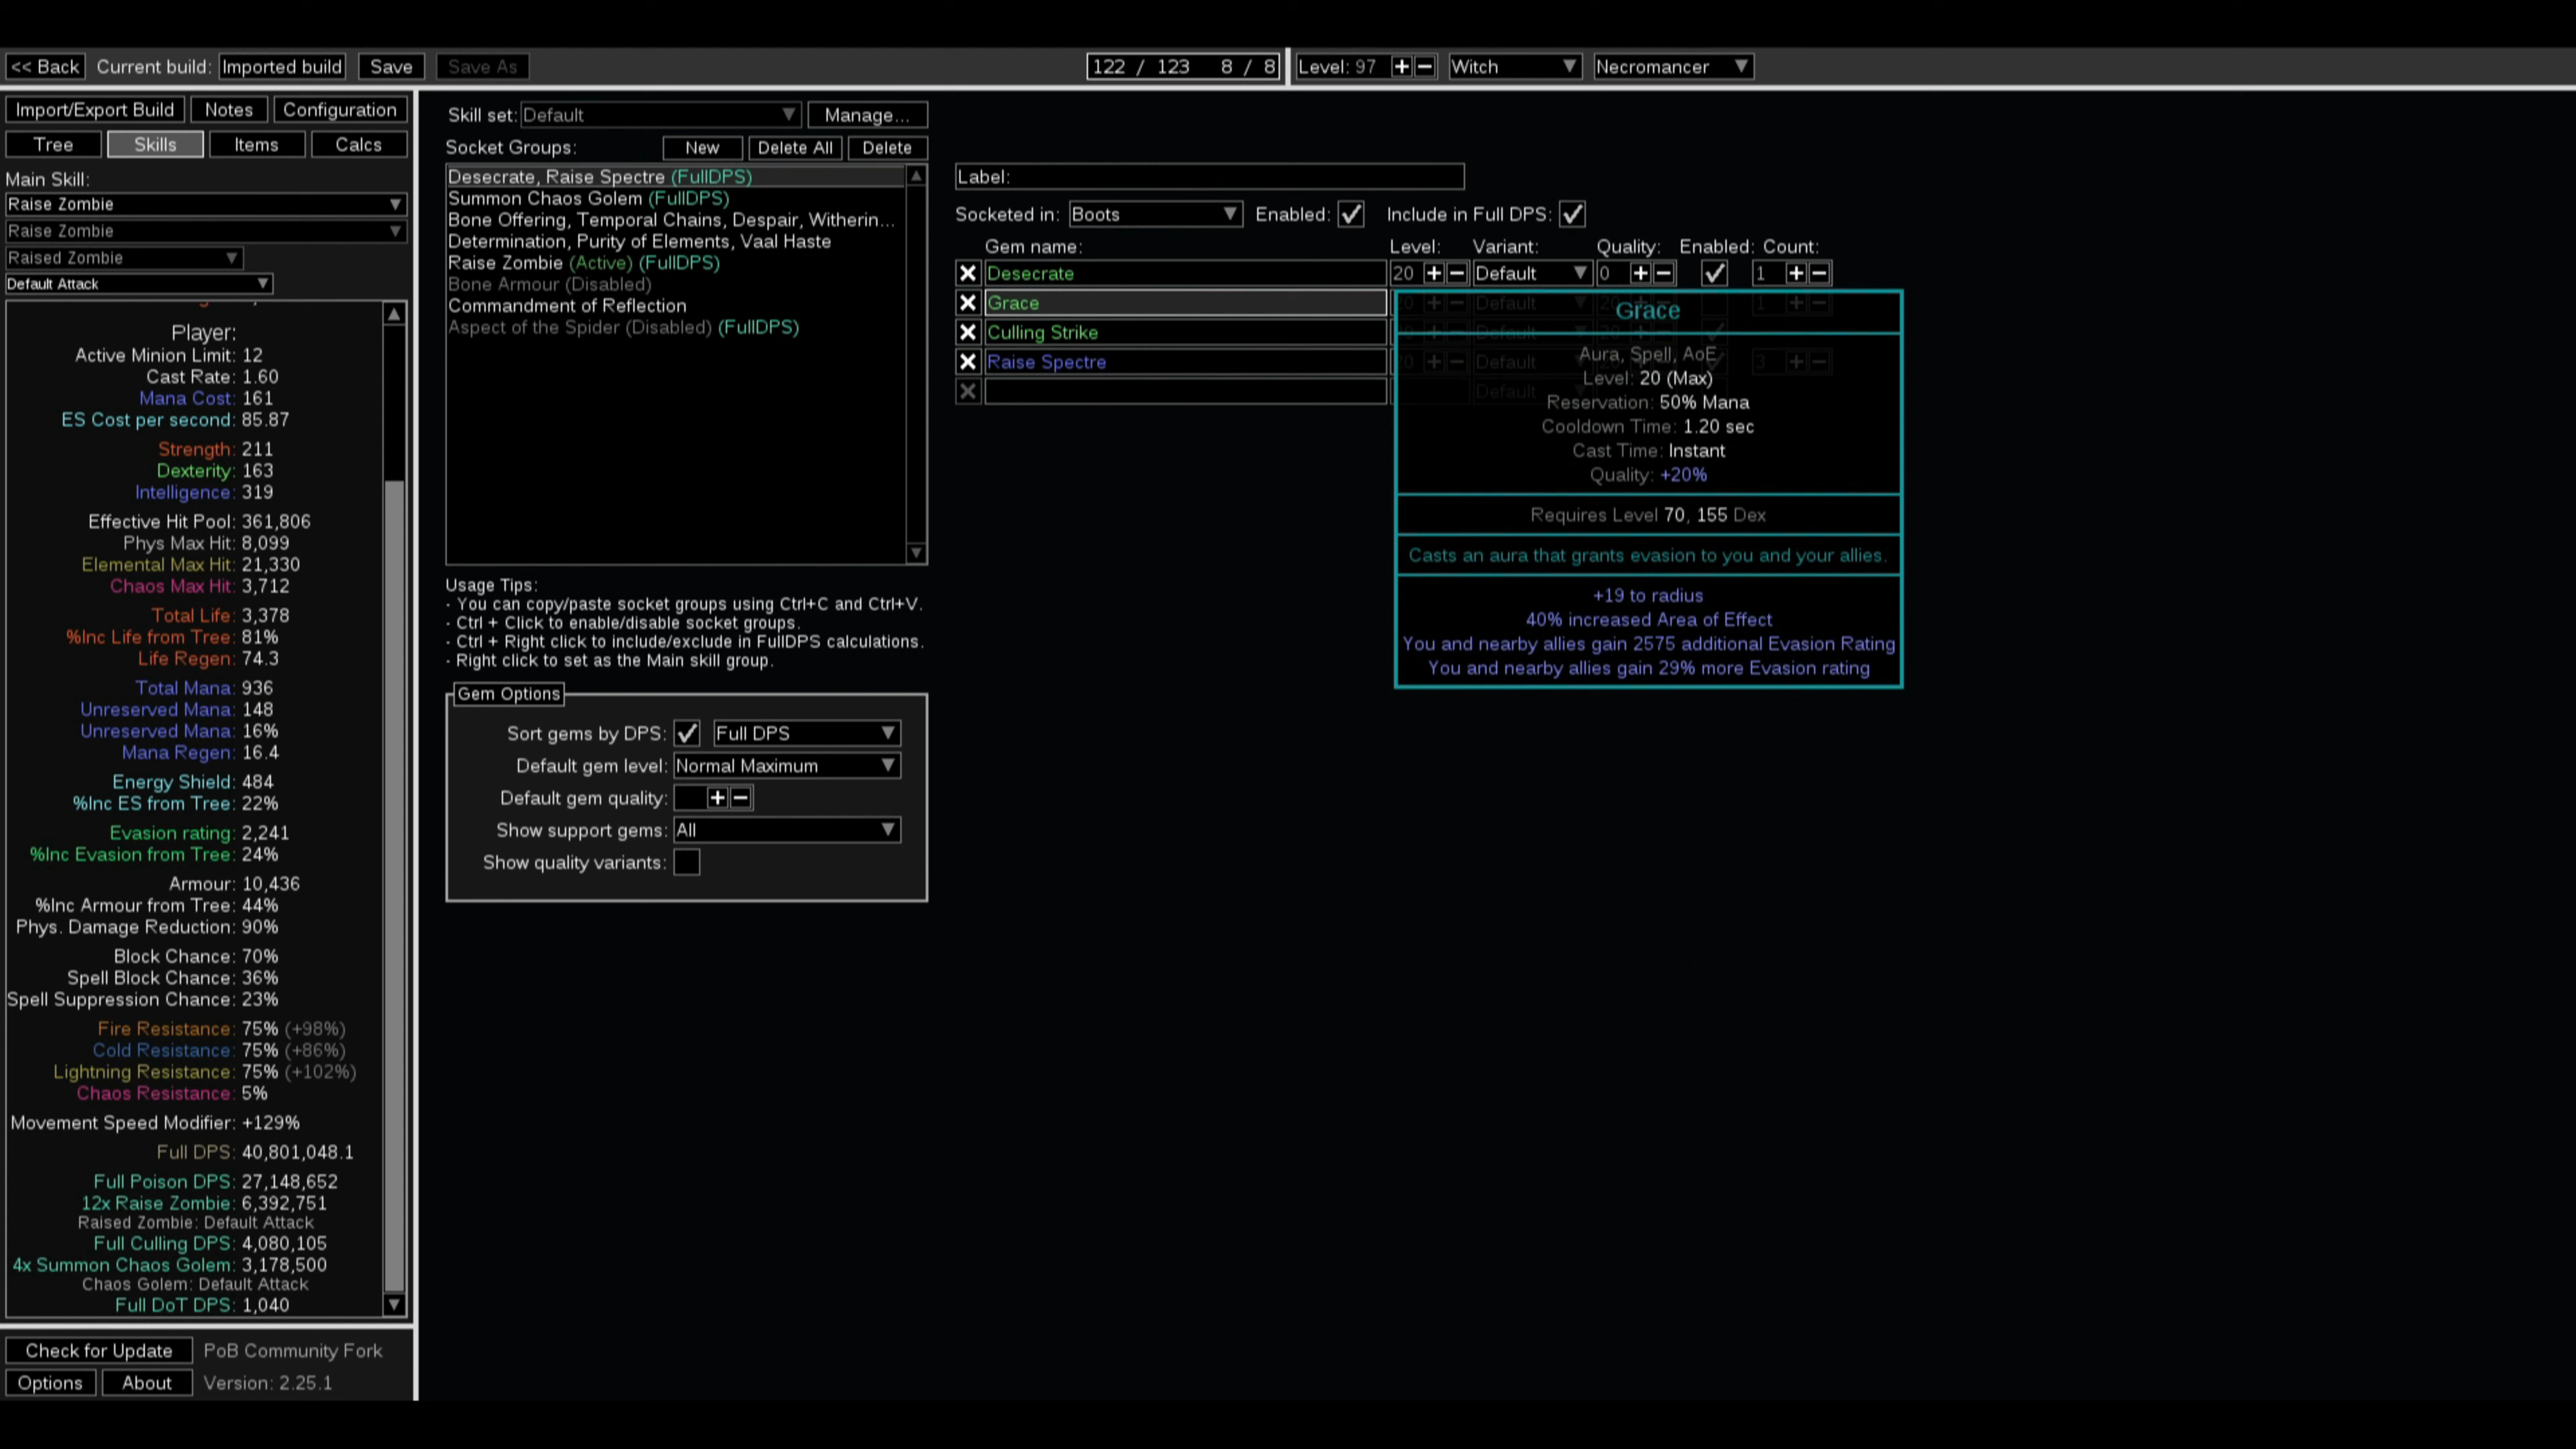 << Back
Current build: Imported build
Save
Save As
122 / 123 8 / 8
Level: 97
Witch
Necromancer
Import/Export Build
Notes
Configuration
Tree
Skills
Items
Calcs
Main Skill:
Raise Zombie
Raise Zombie
Raised Zombie
Default Attack
Player:
Active Minion Limit: 12
Cast Rate: 1.60
Mana Cost: 161
ES Cost per second: 85.87
Strength: 211
Dexterity: 163
Intelligence: 319
Effective Hit Pool: 361,806
Phys Max Hit: 8,099
Elemental Max Hit: 21,330
Chaos Max Hit: 3,712
Total Life: 3,378
%Inc Life from Tree: 81%
Life Regen: 74.3
Total Mana: 936
Unreserved Mana: 148
Unreserved Mana: 16%
Mana Regen: 16.4
Energy Shield: 484
%Inc ES from Tree: 22%
Evasion rating: 2,241
%Inc Evasion from Tree: 24%
Armour: 10,436
%Inc Armour from Tree: 44%
Phys. Damage Reduction: 90%
Block Chance: 70%
Spell Block Chance: 36%
Spell Suppression Chance: 23%
Fire Resistance: 75% (+98%)
Cold Resistance: 75% (+86%)
Lightning Resistance: 75% (+102%)
Chaos Resistance: 5%
Movement Speed Modifier: +129%
Full DPS: 40,801,048.1
Full Poison DPS: 27,148,652
12x Raise Zombie: 6,392,751
Raised Zombie: Default Attack
Full Culling DPS: 4,080,105
4x Summon Chaos Golem: 3,178,500
Chaos Golem: Default Attack
Full DoT DPS: 1,040
Check for Update
PoB Community Fork
Options
About
Version: 2.25.1
Skill set: Default
Manage...
Socket Groups:
New
Delete All
Delete
Desecrate, Raise Spectre (FullDPS)
Summon Chaos Golem (FullDPS)
Bone Offering, Temporal Chains, Despair, Witherin...
Determination, Purity of Elements, Vaal Haste
Raise Zombie (Active) (FullDPS)
Bone Armour (Disabled)
Commandment of Reflection
Aspect of the Spider (Disabled) (FullDPS)
Usage Tips:
- You can copy/paste socket groups using Ctrl+C and Ctrl+V.
- Ctrl + Click to enable/disable socket groups.
- Ctrl + Right click to include/exclude in FullDPS calculations.
- Right click to set as the Main skill group.
Gem Options
Sort gems by DPS:
Full DPS
Default gem level: Normal Maximum
Default gem quality:
Show support gems: All
Show quality variants:
Label:
Socketed in: Boots
Enabled:
Include in Full DPS:
Gem name:
Level:
Variant:
Quality:
Enabled:
Count:
Desecrate
20
Default
0
1
Grace
Default
1
Culling Strike
Default
Raise Spectre
Default
3
Default
Grace
Aura, Spell, AoE
Level: 20 (Max)
Reservation: 50% Mana
Cooldown Time: 1.20 sec
Cast Time: Instant
Quality: +20%
Requires Level 70, 155 Dex
Casts an aura that grants evasion to you and your allies.
+19 to radius
40% increased Area of Effect
You and nearby allies gain 2575 additional Evasion Rating
You and nearby allies gain 29% more Evasion rating